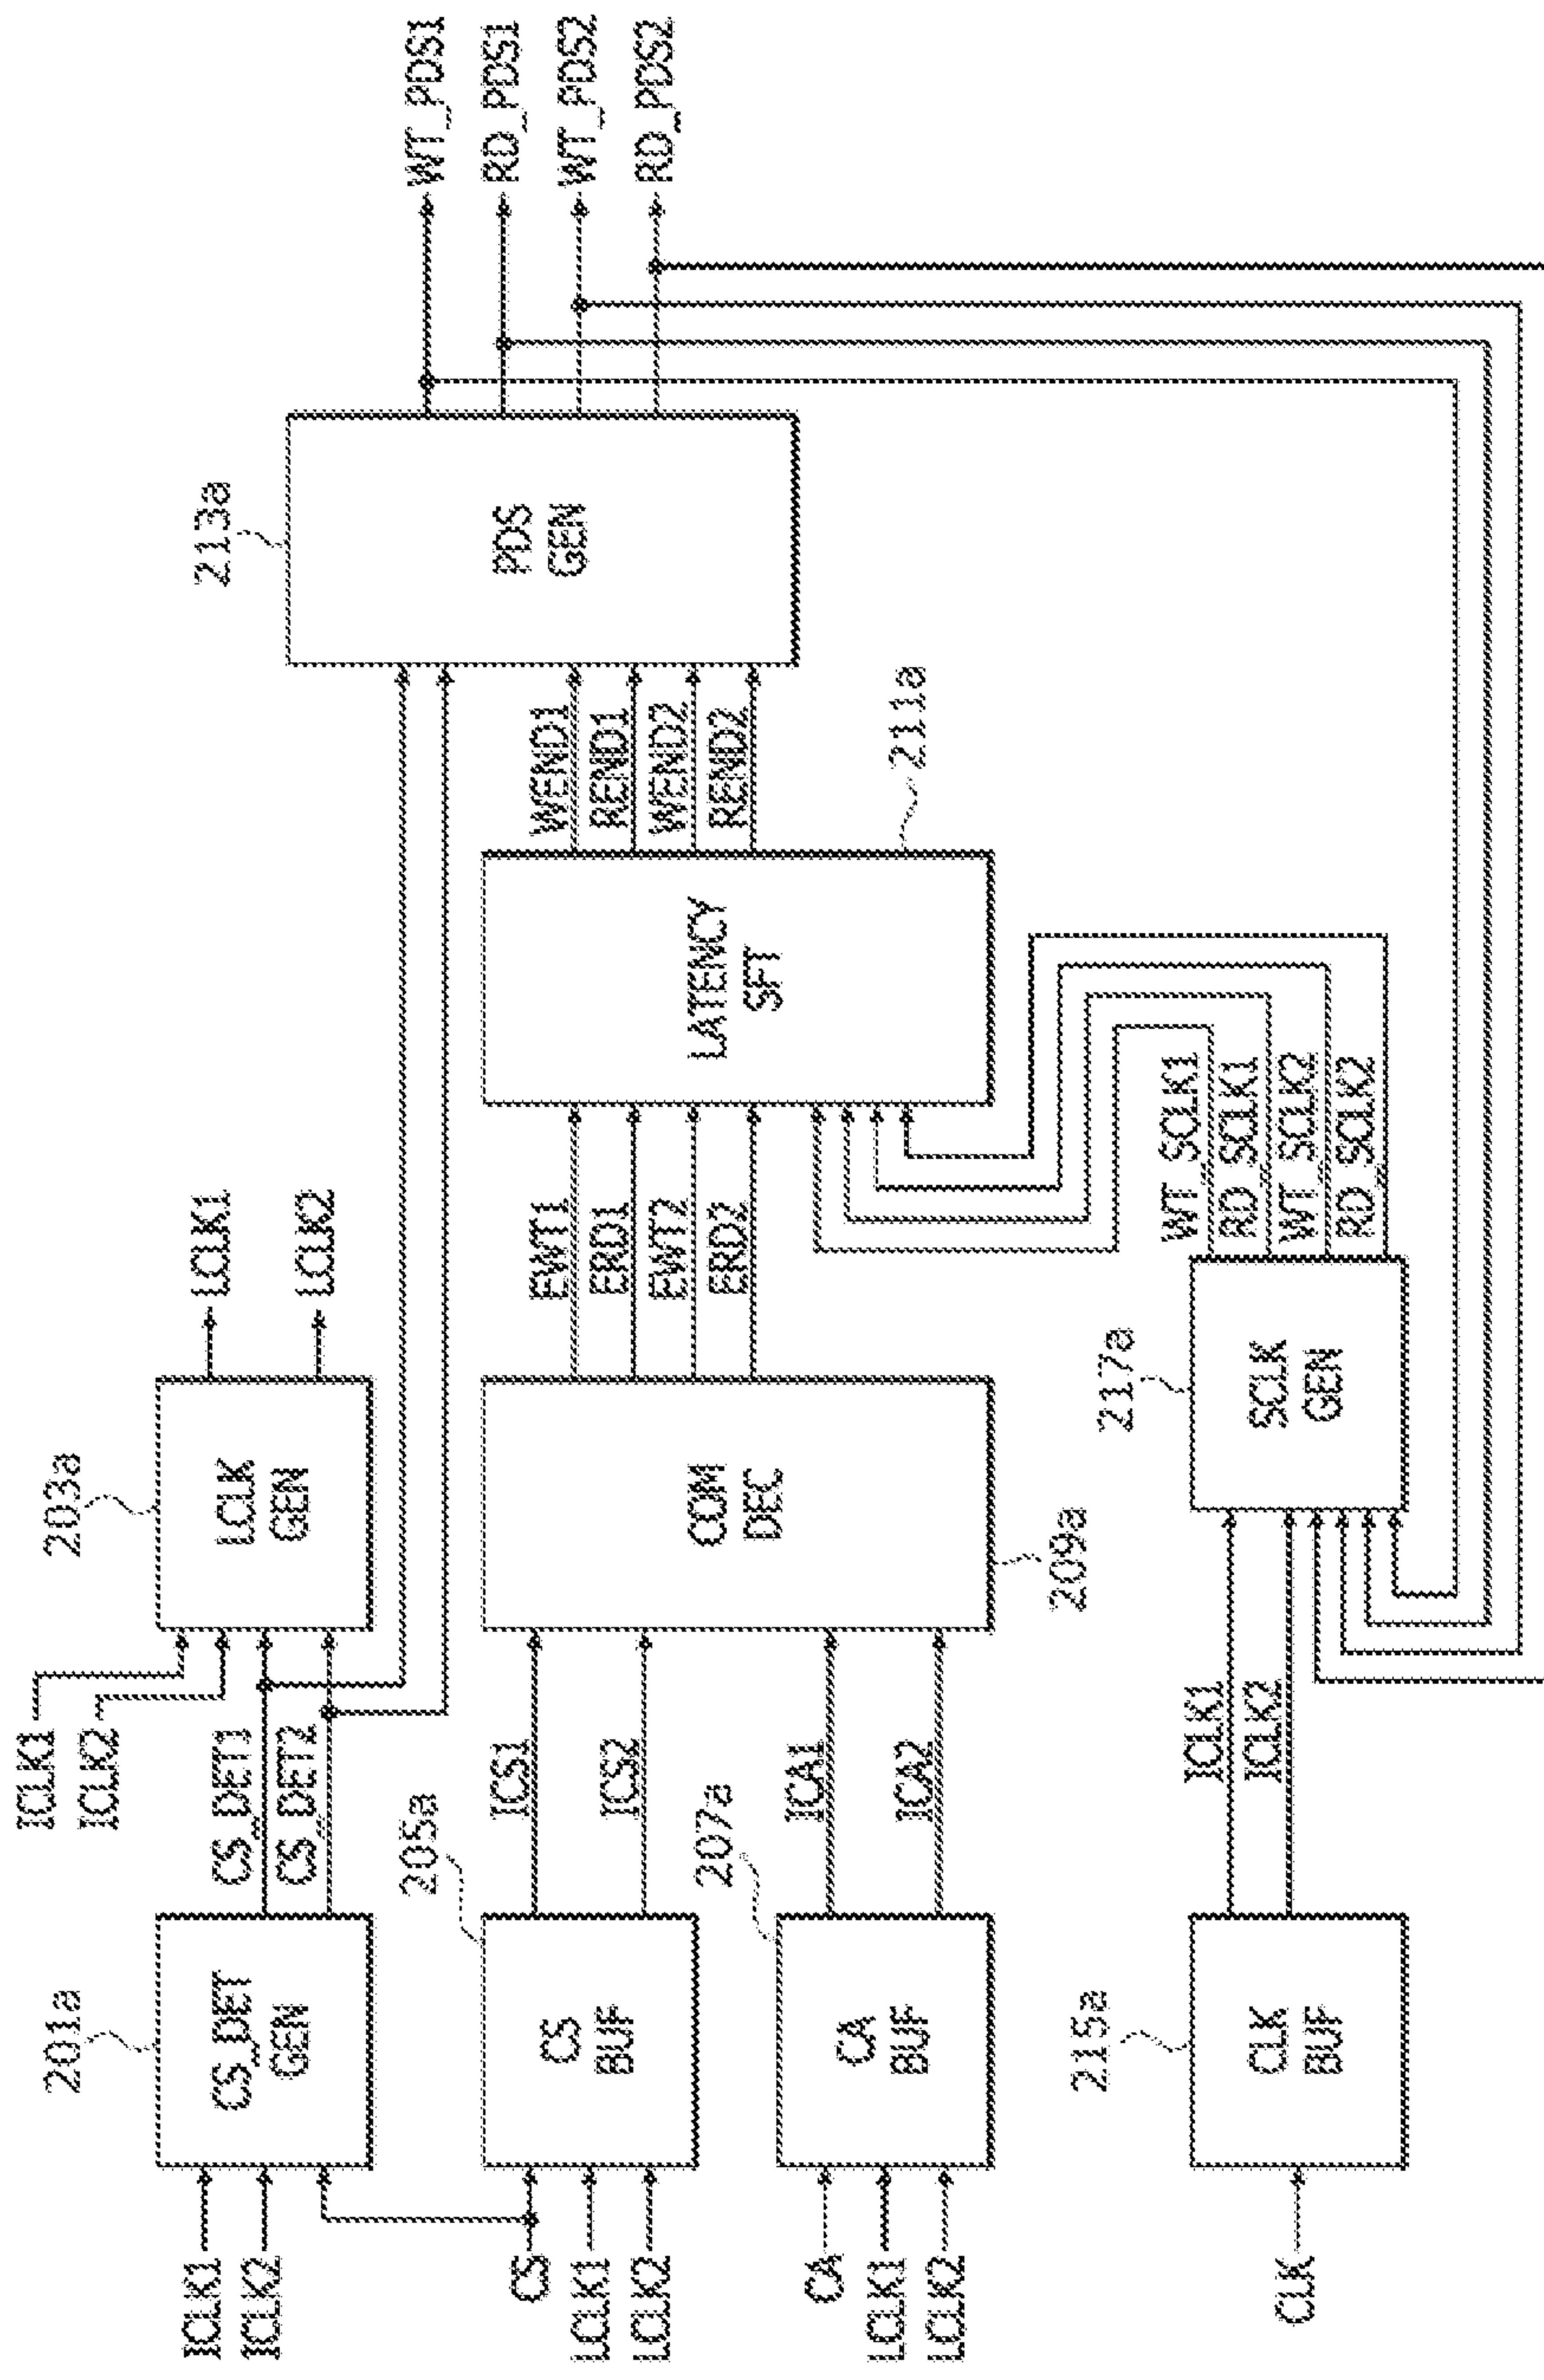 ICLK1
ICLK2
201a
CS_DET
GEN
CS_DET1
CS_DET2
ICLK1
ICLK2
203a
LCLK
GEN
LCLK1
LCLK2
CS
LCLK1
LCLK2
205a
CS
BUF
ICS1
ICS2
CA
LCLK1
LCLK2
207a
CA
BUF
ICA1
ICA2
COM
DEC
209a
EWT1
ERD1
EWT2
ERD2
LATENCY
SFT
211a
WEND1
REND1
WEND2
REND2
213a
PDS
GEN
WT_PDS1
RD_PDS1
WT_PDS2
RD_PDS2
CLK
215a
CLK
BUF
ICLK1
ICLK2
217a
SCLK
GEN
WT_SCLK1
RD_SCLK1
WT_SCLK2
RD_SCLK2